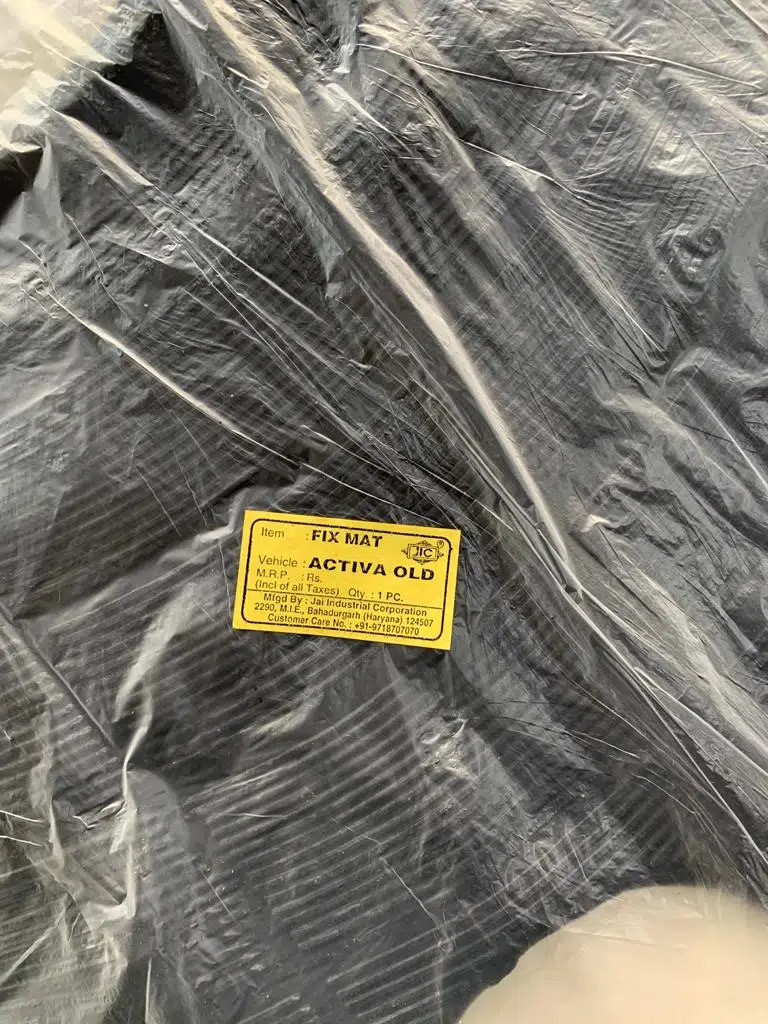 Item : FIX MAT
JIC®
Vehicle : ACTIVA OLD
M.R.P. : Rs.
(Incl of all Taxes) Qty. : 1 PC.
Mfgd By : Jai Industrial Corporation
2290, M.I.E., Bahadurgarh (Haryana) 124507
Customer Care No. : +91-9718707070